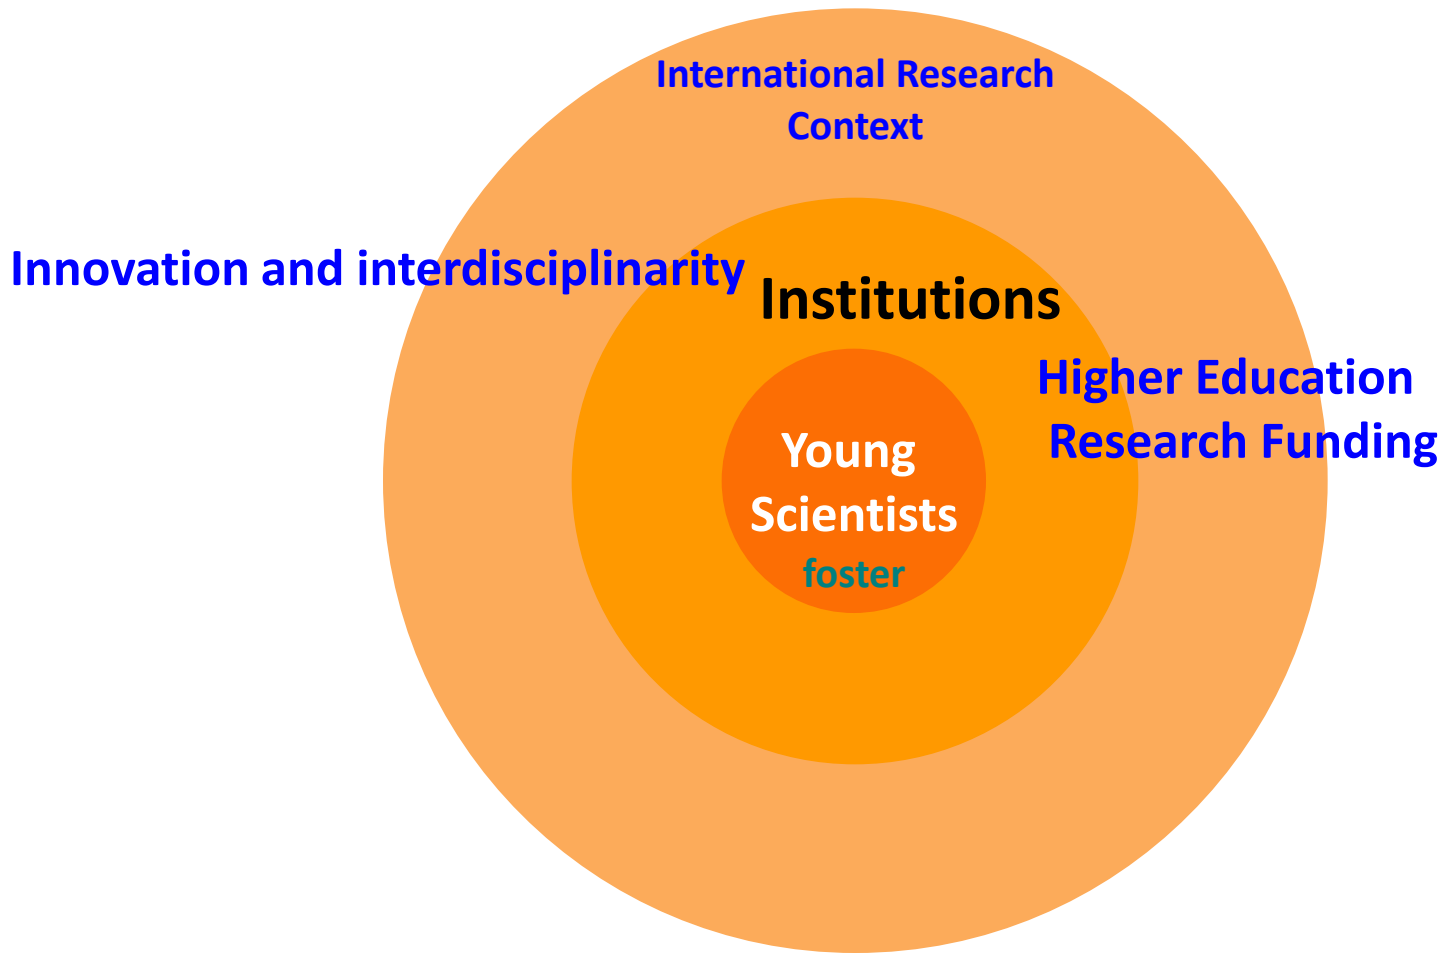 International Research
Context
Innovation and interdisciplinarity
Institutions
Higher Education
Research Funding
Young
Scientists
foster